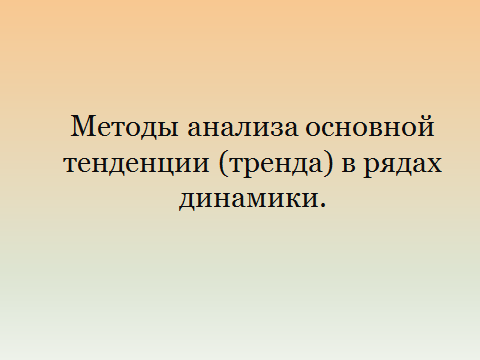 Методы анализа основной
тенденции (тренда) в рядах
динамики.